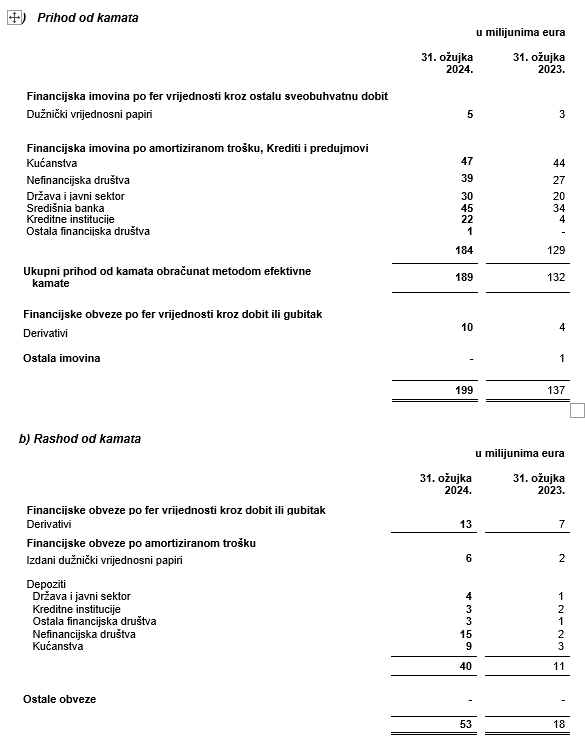 ) Prihod od kamata
u milijunima eura
31. ožujka 31. ožujka
2024. 2023.
Financijska imovina po fer vrijednosti kroz ostalu sveobuhvatnu dobit
Dužnički vrijednosni papiri 5 3
Financijska imovina po amortiziranom trošku, Krediti i predujmovi
Kućanstva 47 44
Nefinancijska društva 39 27
Država i javni sektor 30 20
Središnia banka 45 34
Kreditne institucije 22 4
Ostala financijska društva 1 -
184 129
Ukupni prihod od kamata obračunat metodom efektivne
kamate 189 132
Financijske obveze po fer vrijednosti kroz dobit ili gubitak
Derivativi 10 4
Ostala imovina - 1
199 137
b) Rashod od kamata
u milijunima eura
31. ožujka 31. ožujka
2024. 2023.
Financijske obveze po fer vrijednosti kroz dobit ili gubitak
Derivativi 13 7
Financijske obveze po amortiziranom trošku
Izdani dužnički vrijednosni papiri 6 2
Depoziti
Država i javni sektor 4 1
Kreditne institucije 3 2
Ostala financijska društva 3 1
Nefinancijska društva 15 2
Kućanstva 9 3
40 11
Ostale obveze - -
53 18